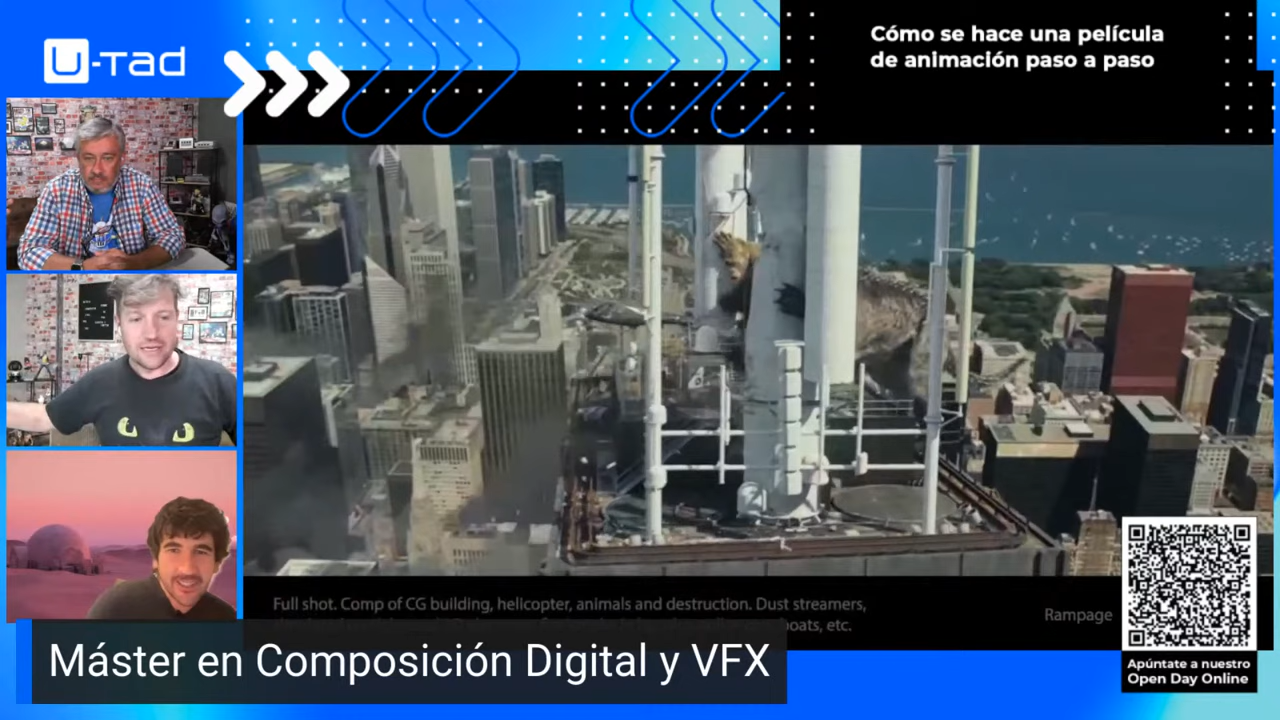 U-Tad
Cómo se hace una película
de animación paso a paso
Full shot. Comp of CG building, helicopter, animals and destruction. Dust streamers,
boats, etc.
Rampage
Máster en Composición Digital y VFX
Apúntate a nuestro
Open Day Online